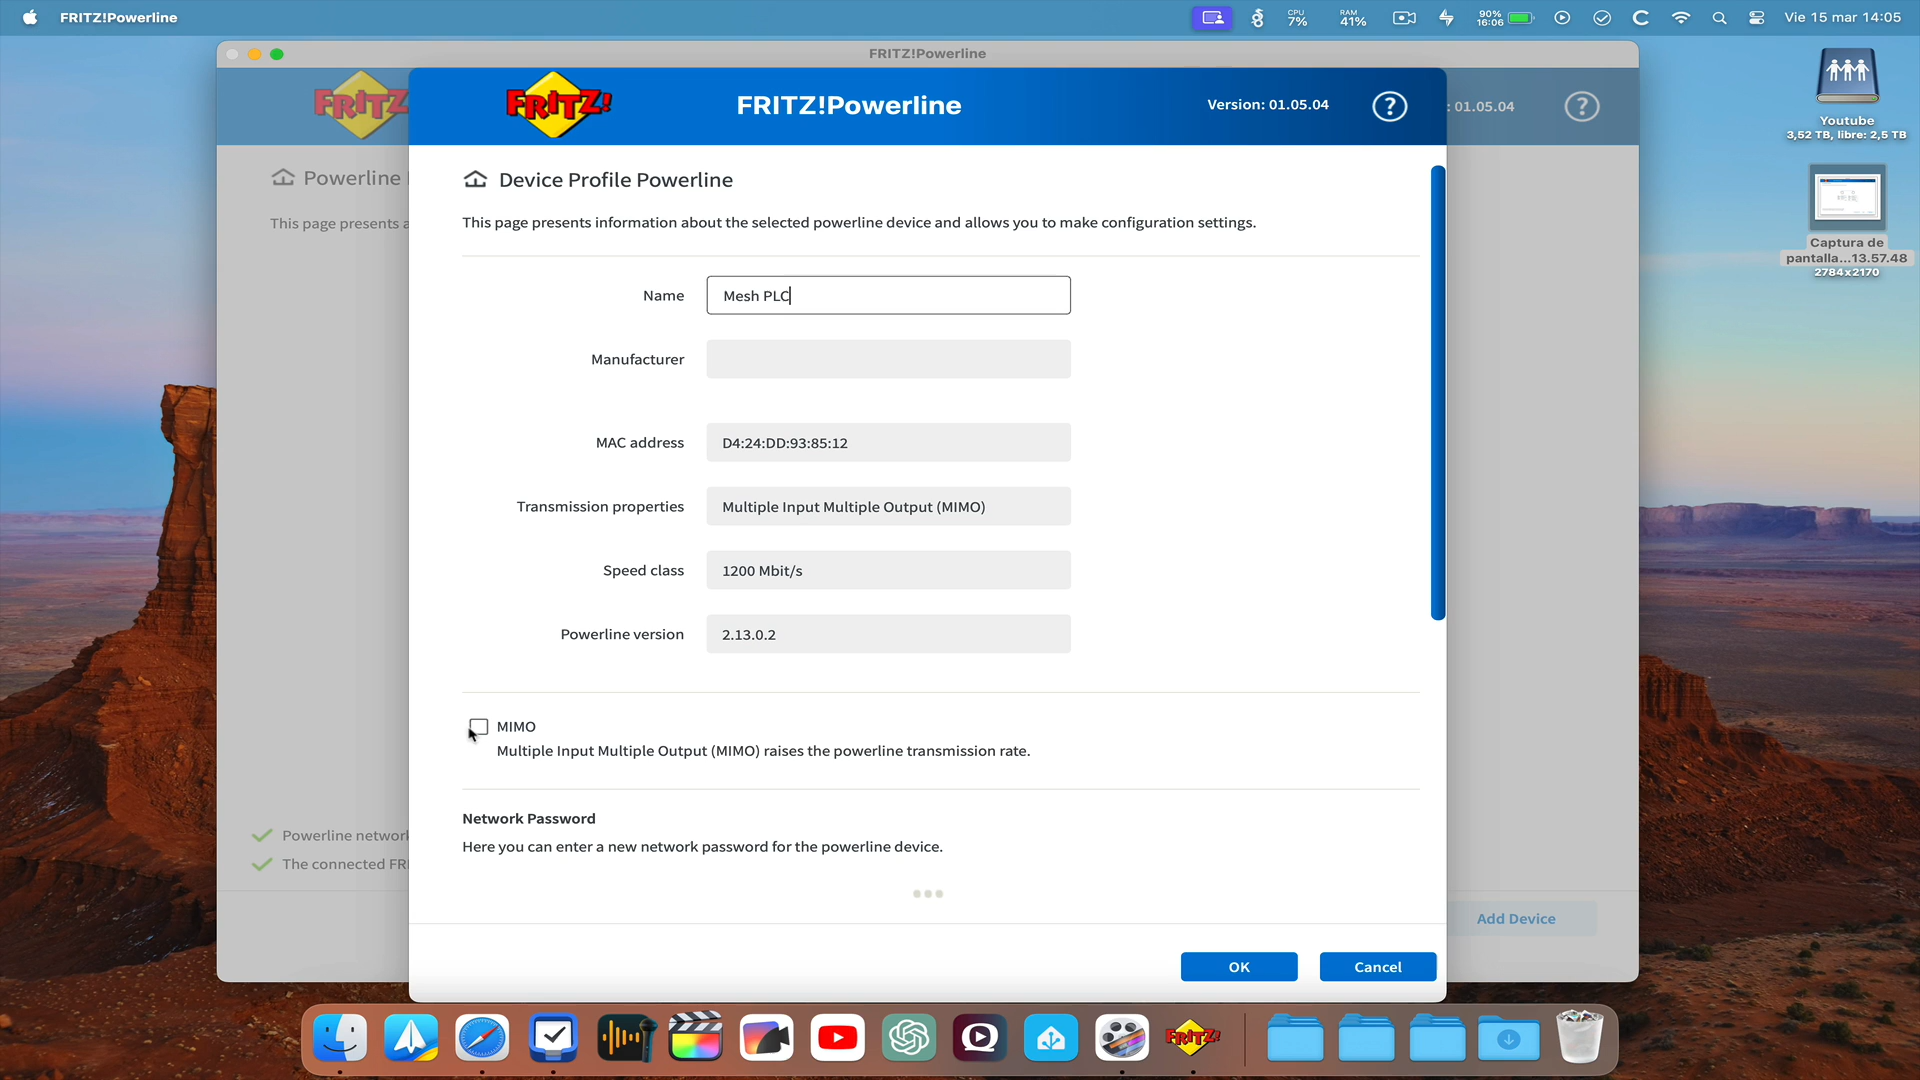 FRITZ!Powerline
CPU
7%
RAM
41%
90%
16:06
Vie 15 mar 14:05
FRITZ!Powerline
FRITZ!
FRITZ!
FRITZ!Powerline
Version: 01.05.04
: 01.05.04
Youtube
3,52 TB, libre: 2,5 TB
Powerline
Device Profile Powerline
This page presents a
This page presents information about the selected powerline device and allows you to make configuration settings.
Captura de
pantalla...13.57.48
2784x2170
Name
Mesh PLC
Manufacturer
MAC address
D4:24:DD:93:85:12
Transmission properties
Multiple Input Multiple Output (MIMO)
Speed class
1200 Mbit/s
Powerline version
2.13.0.2
MIMO
Multiple Input Multiple Output (MIMO) raises the powerline transmission rate.
Network Password
Here you can enter a new network password for the powerline device.
Powerline network
The connected FRI
Add Device
OK
Cancel
FRITZ!